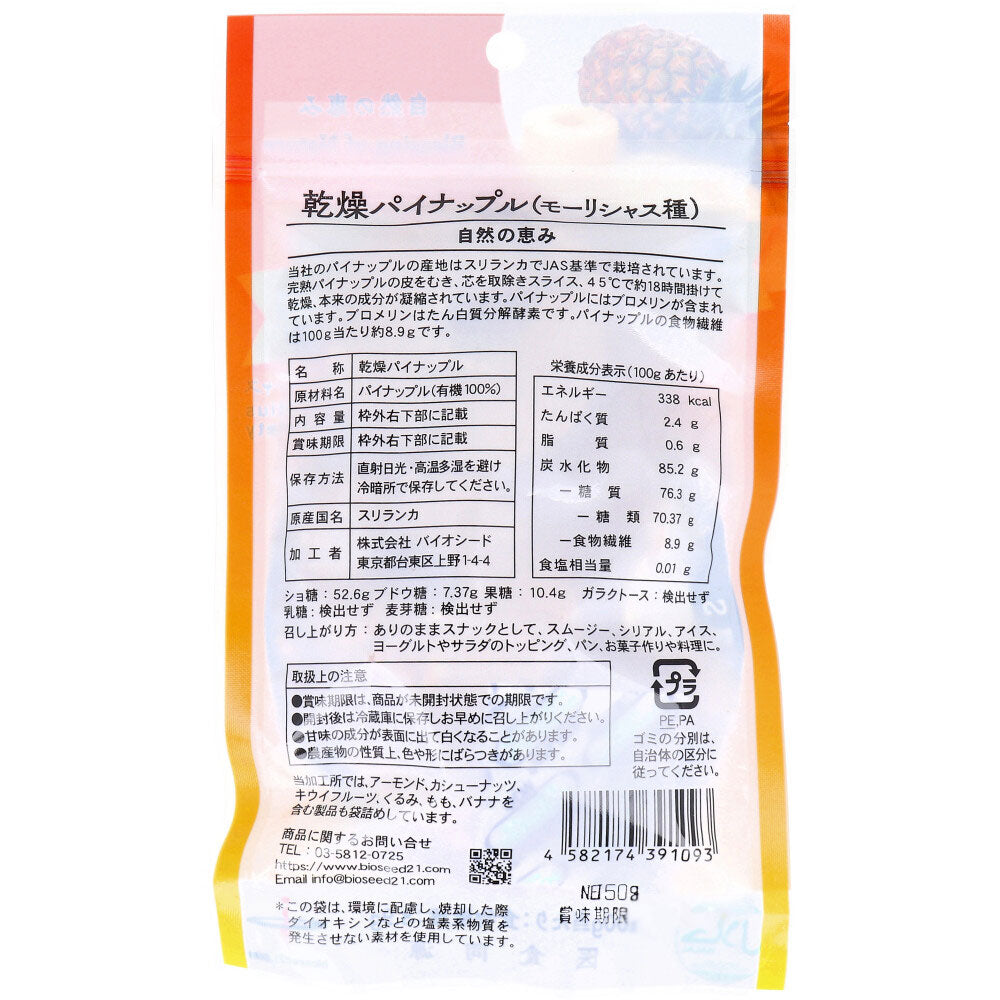 乾燥パイナップル(モーリシャス種)
自然の恵み
当社のパイナップルの産地はスリランカでJAS基準で栽培されています。
完熟パイナップルの皮をむき、芯を取除きスライス、45℃で約18時間掛けて
乾燥、本来の成分が凝縮されています。パイナップルにはブロメリンが含まれ
ています。ブロメリンはたん白質分解酵素です。パイナップルの食物繊維
は100g当たり約8.9gです。
名称 乾燥パイナップル
原材料名 パイナップル(有機100%)
内容量 枠外右下部に記載
賞味期限 枠外右下部に記載
保存方法 直射日光・高温多湿を避け
冷暗所で保存してください。
原産国名 スリランカ
加工者 株式会社 バイオシード
東京都台東区上野1-4-4
栄養成分表示(100gあたり)
エネルギー 338 kcal
たんぱく質 2.4 g
脂質 0.6 g
炭水化物 85.2 g
ー糖質 76.3 g
ー糖類 70.37 g
ー食物繊維 8.9 g
食塩相当量 0.01 g
ショ糖:52.6g ブドウ糖:7.37g 果糖:10.4g ガラクトース:検出せず
乳糖:検出せず 麦芽糖:検出せず
召し上がり方:ありのままスナックとして、スムージー、シリアル、アイス、
ヨーグルトやサラダのトッピング、パン、お菓子作りや料理に。
取扱上の注意
●賞味期限は、商品が未開封状態での期限です。
●開封後は冷蔵庫に保存しお早めに召し上がりください。
●甘味の成分が表面に出て白くなることがあります。
●農産物の性質上、色や形にばらつきがあります。
プラ
PE,PA
ゴミの分別は、
自治体の区分に
従ってください。
当加工所では、アーモンド、カシューナッツ、
キウイフルーツ、くるみ、もも、バナナを
含む製品も袋詰めしています。
商品に関するお問い合せ
TEL:03-5812-0725
https://www.bioseed21.com
Email info@bioseed21.com
4 582174 391093
*この袋は、環境に配慮し、焼却した際
ダイオキシンなどの塩素系物質を
発生させない素材を使用しています。
NET50g
賞味期限